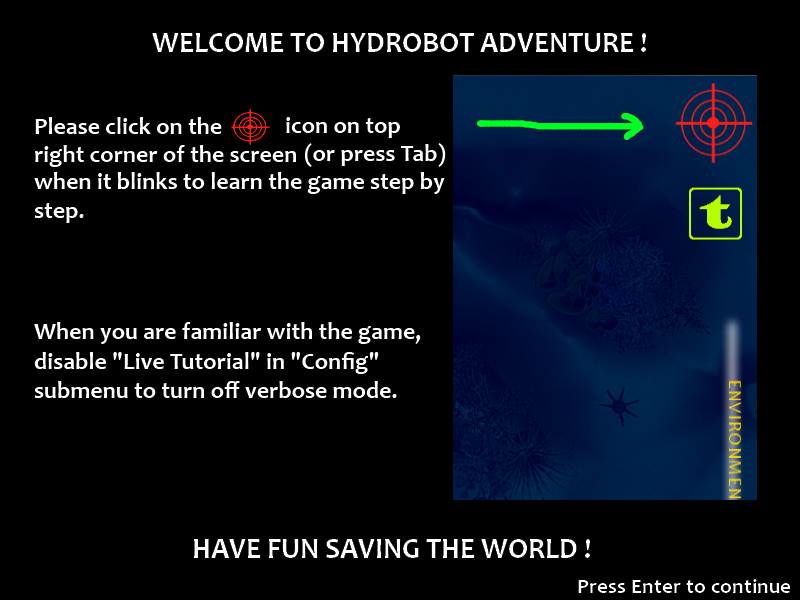 WELCOME TO HYDROBOT ADVENTURE !
Please click on the icon on top
right corner of the screen (or press Tab)
when it blinks to learn the game step by
step.
t
ENVIRONMEN
When you are familiar with the game,
disable "Live Tutorial" in "Config"
submenu to turn off verbose mode.
HAVE FUN SAVING THE WORLD !
Press Enter to continue